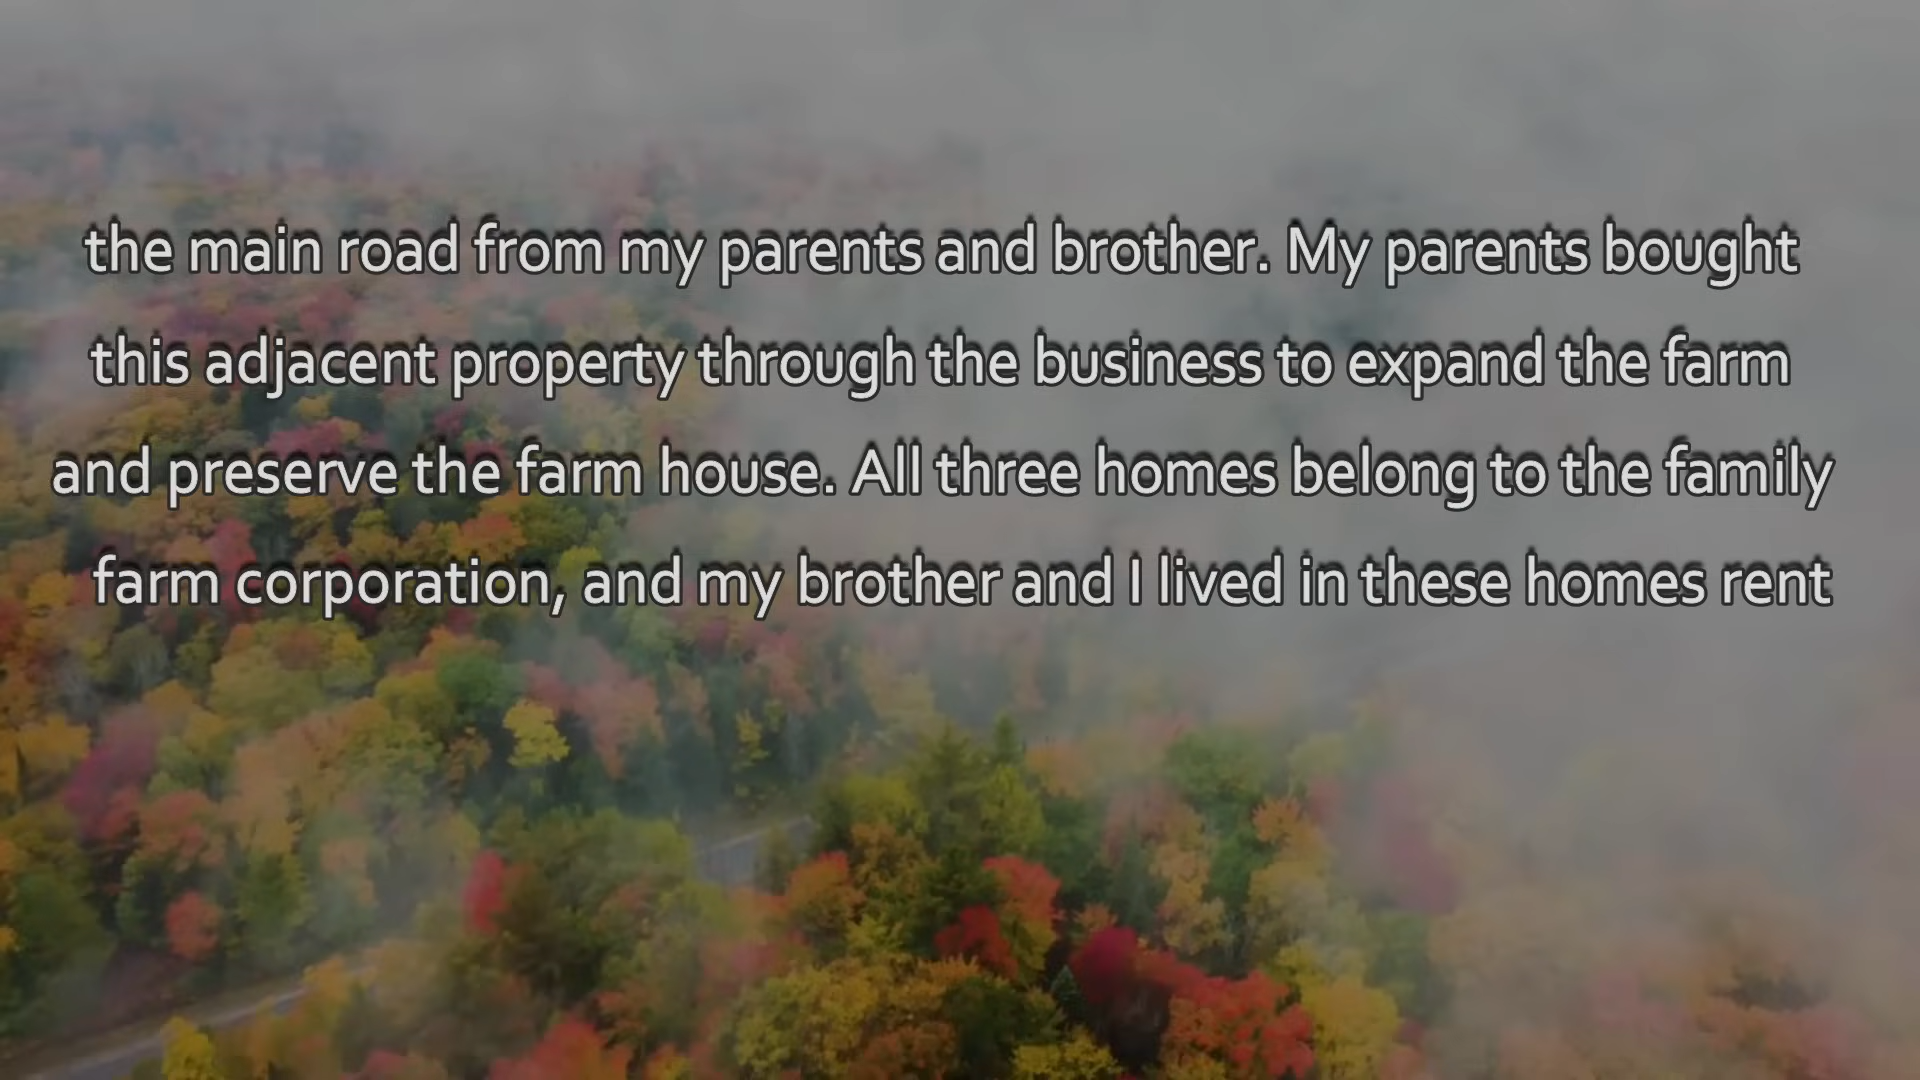 the main road from my parents and brother. My parents bought
this adjacent property through the business to expand the farm
and preserve the farm house. All three homes belong to the family
farm corporation, and my brother and I lived in these homes rent